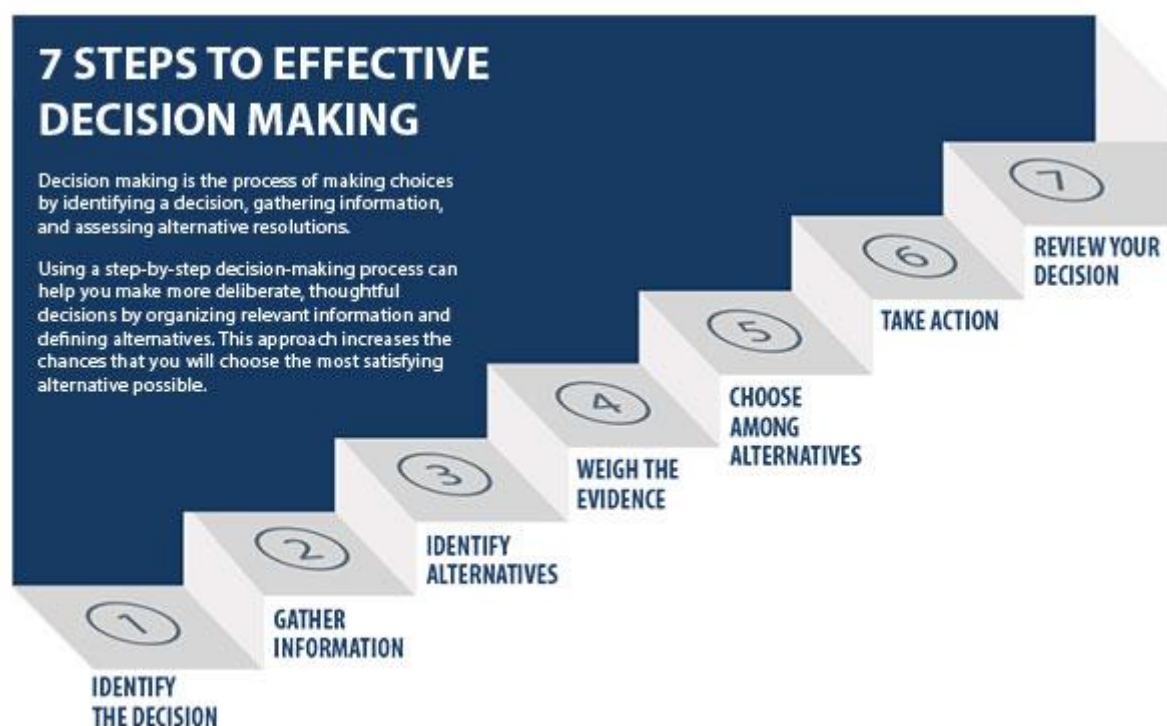 7 STEPS TO EFFECTIVE
DECISION MAKING
Decision making is the process of making choices
by identifying a decision, gathering information,
and assessing alternative resolutions.
Using a step-by-step decision-making process can
help you make more deliberate, thoughtful
decisions by organizing relevant information and
defining alternatives. This approach increases the
chances that you will choose the most satisfying
alternative possible.
1
IDENTIFY
THE DECISION
2
GATHER
INFORMATION
3
IDENTIFY
ALTERNATIVES
4
WEIGH THE
EVIDENCE
5
CHOOSE
AMONG
ALTERNATIVES
6
TAKE ACTION
7
REVIEW YOUR
DECISION